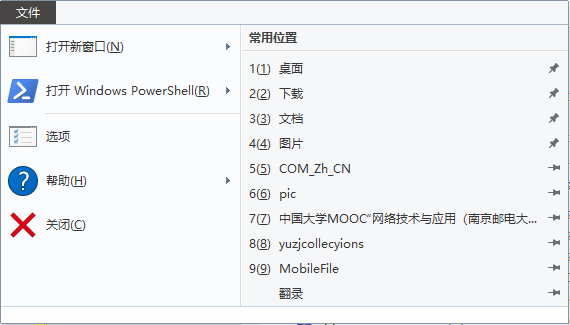 文件
打开新窗口(N)
打开 Windows PowerShell(R)
选项
帮助(H)
关闭(C)
常用位置
1(1) 桌面
2(2) 下载
3(3) 文档
4(4) 图片
5(5) COM_Zh_CN
6(6) pic
7(7) 中国大学MOOC“网络技术与应用（南京邮电大...
8(8) yuzjcollecyions
9(9) MobileFile
翻录